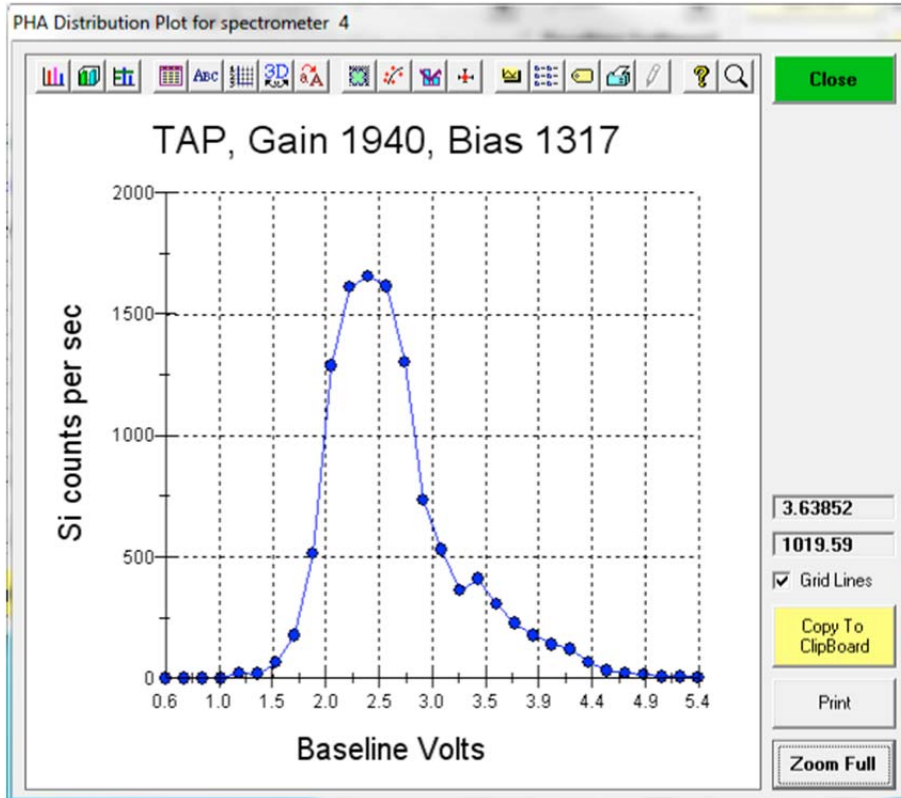 PHA Distribution Plot for spectrometer 4
ABC
3D
aA
Close
TAP, Gain 1940, Bias 1317
2000
1500
1000
500
0
Si counts per sec
0.6 1.0 1.5 2.0 2.5 3.0 3.5 3.9 4.4 4.9 5.4
Baseline Volts
3.63852
1019.59
Grid Lines
Copy To
ClipBoard
Print
Zoom Full